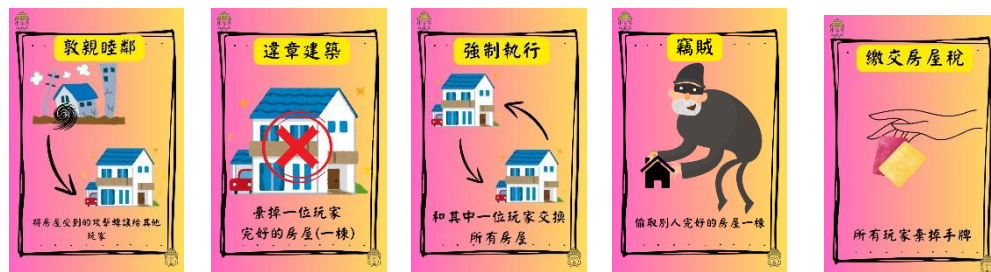 敦親睦鄰
將房屋受到的攻擊轉讓給其他
玩家
違章建築
棄掉一位玩家
完好的房屋(一棟)
強制執行
和其中一位玩家交換
所有房屋
竊賊
偷取別人完好的房屋一棟
繳交房屋稅
所有玩家棄掉手牌